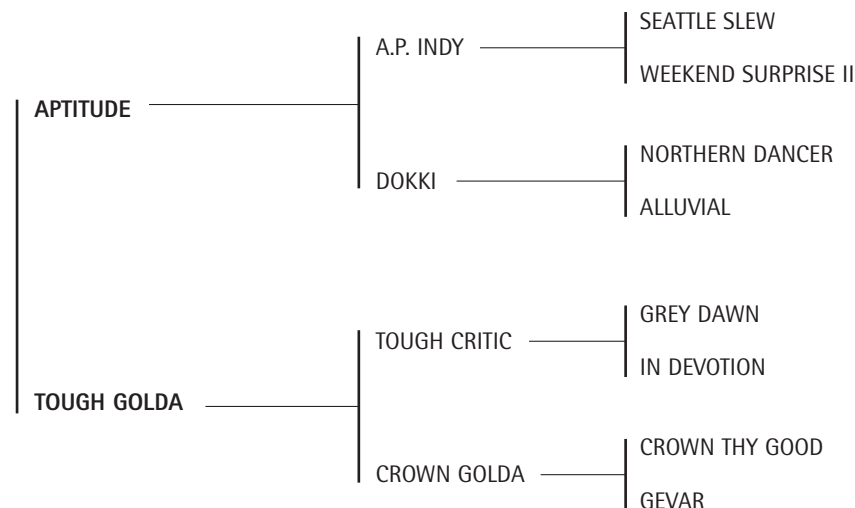 SEATTLE SLEW
A.P. INDY
WEEKEND SURPRISE II
APTITUDE
NORTHERN DANCER
DOKKI
ALLUVIAL
GREY DAWN
TOUGH CRITIC
IN DEVOTION
TOUGH GOLDA
CROWN THY GOOD
CROWN GOLDA
GEVAR